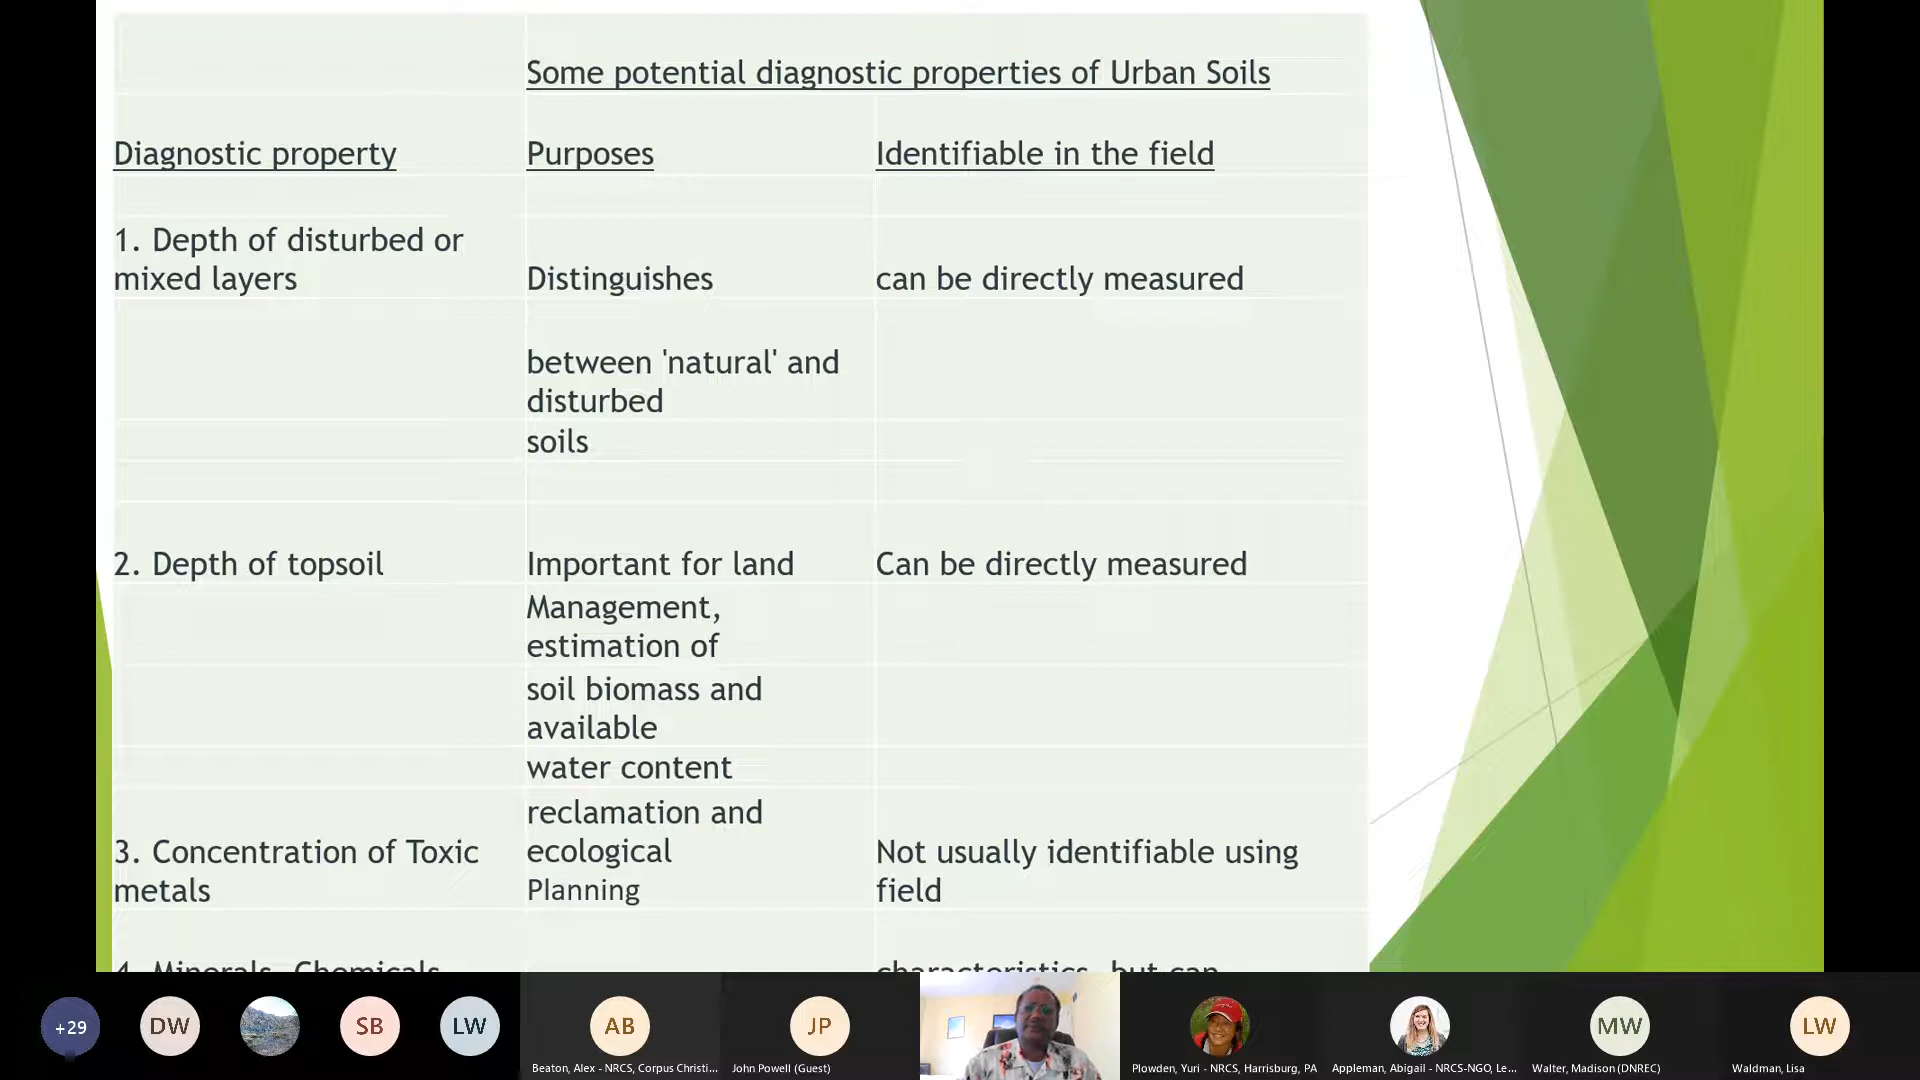 Some potential diagnostic properties of Urban Soils
Diagnostic property
Purposes
Identifiable in the field
1. Depth of disturbed or
mixed layers
Distinguishes
can be directly measured
between 'natural' and
disturbed
soils
2. Depth of topsoil
Important for land
Can be directly measured
Management,
estimation of
soil biomass and
available
water content
reclamation and
ecological
Planning
3. Concentration of Toxic
metals
Not usually identifiable using
field
4. Minerals, Chemicals
characteristics, but can
+29
DW
SB
LW
AB
Beaton, Alex - NRCS, Corpus Christi...
JP
John Powell (Guest)
Plowden, Yuri - NRCS, Harrisburg, PA
Appleman, Abigail - NRCS-NGO, Le...
MW
Walter, Madison (DNREC)
LW
Waldman, Lisa